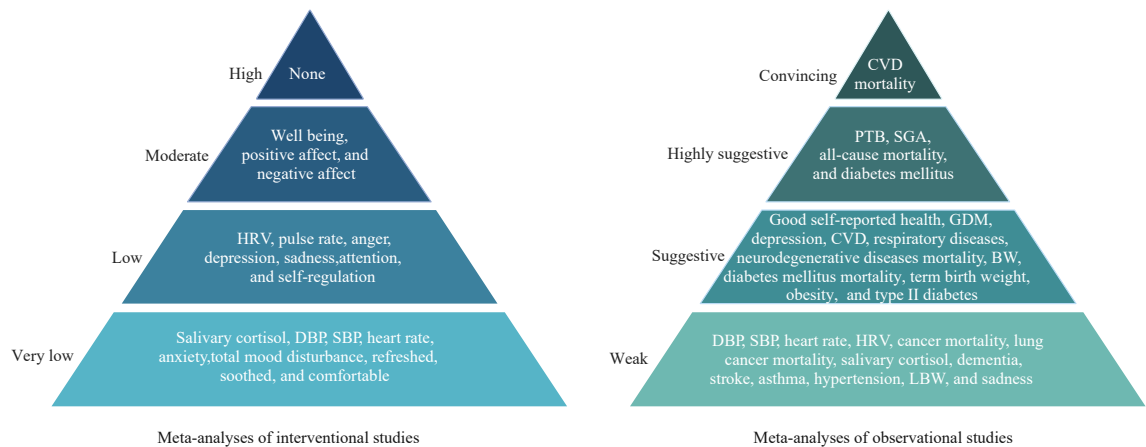 High
None
Moderate
Well being,
positive affect, and
negative affect
Low
HRV, pulse rate, anger,
depression, sadness,attention,
and self-regulation
Very low
Salivary cortisol, DBP, SBP, heart rate,
anxiety,total mood disturbance, refreshed,
soothed, and comfortable
Meta-analyses of interventional studies
Convincing
CVD
mortality
Highly suggestive
PTB, SGA,
all-cause mortality,
and diabetes mellitus
Suggestive
Good self-reported health, GDM,
depression, CVD, respiratory diseases,
neurodegenerative diseases mortality, BW,
diabetes mellitus mortality, term birth weight,
obesity, and type II diabetes
Weak
DBP, SBP, heart rate, HRV, cancer mortality, lung
cancer mortality, salivary cortisol, dementia,
stroke, asthma, hypertension, LBW, and sadness
Meta-analyses of observational studies